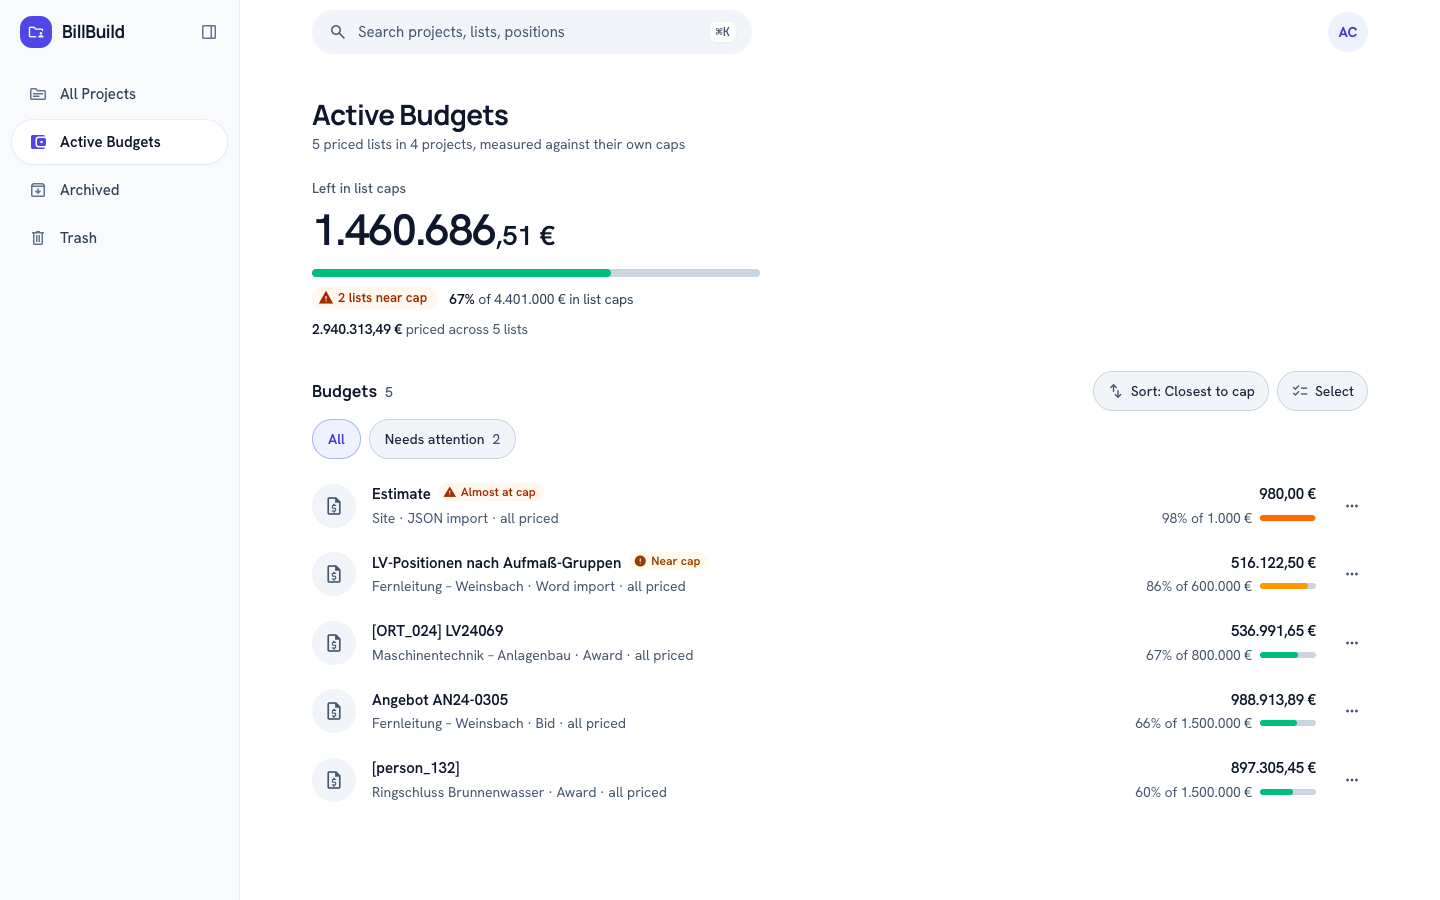 BillBuild
Search projects, lists, positions
⌘K
AC
All Projects
Active Budgets
Archived
Trash
Active Budgets
5 priced lists in 4 projects, measured against their own caps
Left in list caps
1.460.686,51 €
2 lists near cap
67% of 4.401.000 € in list caps
2.940.313,49 € priced across 5 lists
Budgets 5
Sort: Closest to cap
Select
All
Needs attention 2
Estimate Almost at cap 980,00 €
Site · JSON import · all priced 98% of 1.000 €
LV-Positionen nach Aufmaß-Gruppen Near cap 516.122,50 €
Fernleitung – Weinsbach · Word import · all priced 86% of 600.000 €
[ORT_024] LV24069 536.991,65 €
Maschinentechnik – Anlagenbau · Award · all priced 67% of 800.000 €
Angebot AN24-0305 988.913,89 €
Fernleitung – Weinsbach · Bid · all priced 66% of 1.500.000 €
[person_132] 897.305,45 €
Ringschluss Brunnenwasser · Award · all priced 60% of 1.500.000 €